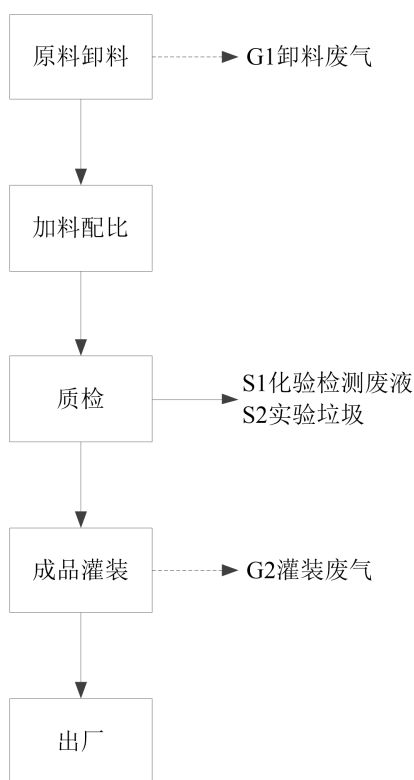 原料卸料
G1卸料废气
加料配比
质检
S1化验检测废液
S2实验垃圾
成品灌装
G2灌装废气
出厂